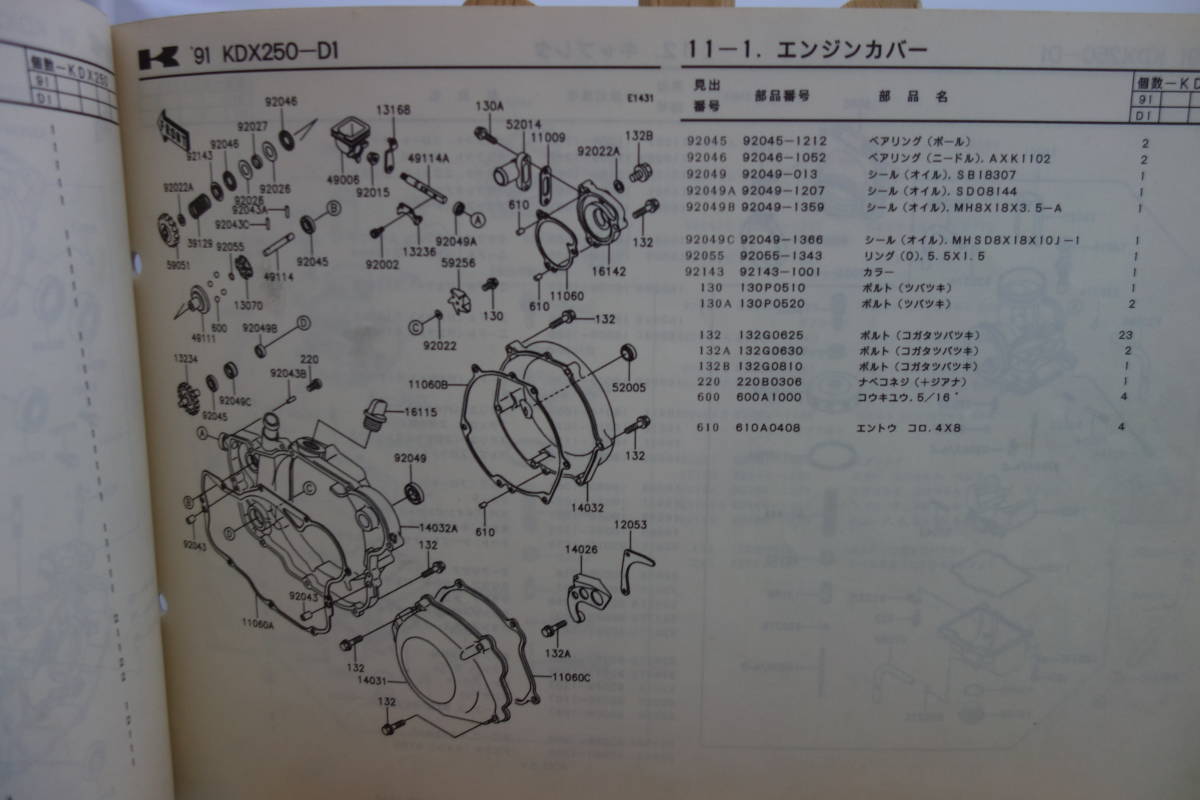 個数-KDX250
91
D1
K '91 KDX250-D1
E1431
FRONT
92046
92027
92046
92143
92022A
92026
92026
92043A
92043C
39129
59051
92055
49114
92045
B
13070
600
49111
92049B
D
13234
92049C
92045
92043B
220
13168
49006
92015
49114A
92002
13236
92049A
A
59256
130
C
92022
130A
52014
11009
132B
92022A
610
132
16142
11060
610
132
11060B
52005
16115
132
92049
14032
610
A
B
C
D
92043
14032A
132
92043
11060A
132
14031
132
11060C
14026
12053
132A
11-1. エンジンカバー
見出番号 部品番号 部品名 個数-KD
91
D1
92045 92045-1212 ベアリング(ボール) 2
92046 92046-1052 ベアリング(ニードル),AXK1102 2
92049 92049-013 シール(オイル),SB18307 1
92049A 92049-1207 シール(オイル),SD08144 1
92049B 92049-1359 シール(オイル),MH8X18X3.5-A 1
92049C 92049-1366 シール(オイル),MHSD8X18X10J-1 1
92055 92055-1343 リング(O),5.5X1.5 1
92143 92143-1001 カラー 1
130 130P0510 ボルト(ツバツキ) 1
130A 130P0520 ボルト(ツバツキ) 2
132 132G0625 ボルト(コガタツバツキ) 23
132A 132G0630 ボルト(コガタツバツキ) 2
132B 132G0810 ボルト(コガタツバツキ) 1
220 220B0306 ナベコネジ(+ジアナ) 1
600 600A1000 コウキユウ,5/16" 4
610 610A0408 エントウ コロ,4X8 4